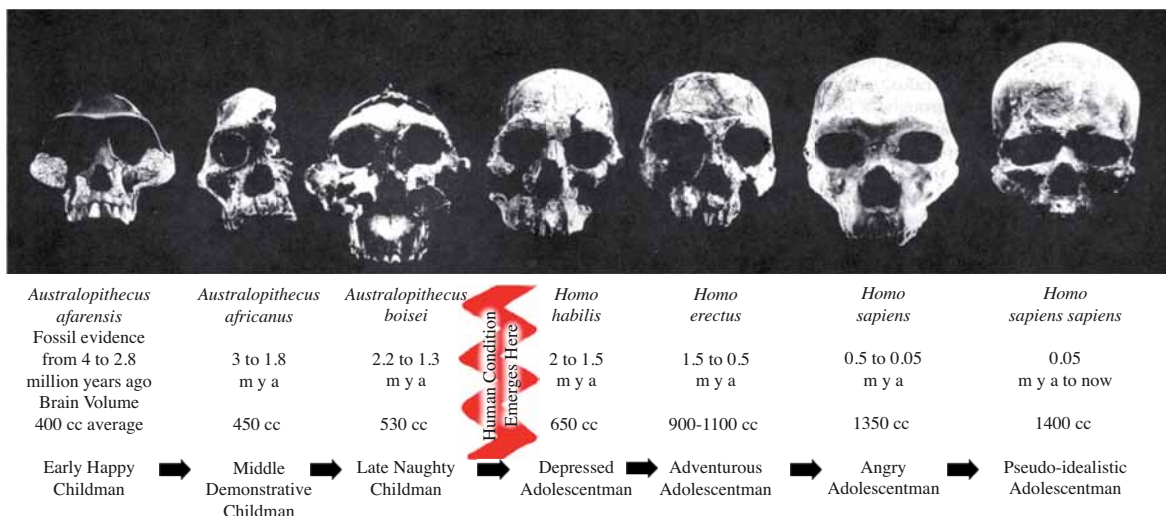 Australopithecus
afarensis
Fossil evidence
from 4 to 2.8
million years ago
Brain Volume
400 cc average
Early Happy
Childman
Australopithecus
africanus
3 to 1.8
m y a
450 cc
Middle
Demonstrative
Childman
Australopithecus
boisei
2.2 to 1.3
m y a
530 cc
Late Naughty
Childman
Human Condition
Emerges Here
Homo
habilis
2 to 1.5
m y a
650 cc
Depressed
Adolescentman
Homo
erectus
1.5 to 0.5
m y a
900-1100 cc
Adventurous
Adolescentman
Homo
sapiens
0.5 to 0.05
m y a
1350 cc
Angry
Adolescentman
Homo
sapiens sapiens
0.05
m y a to now
1400 cc
Pseudo-idealistic
Adolescentman